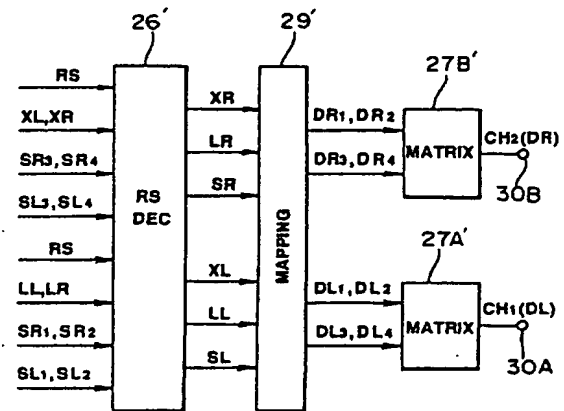 26′
29′
27B′
RS
XL,XR
SR3,SR4
SL3,SL4
RS
LL,LR
SR1,SR2
SL1,SL2
RS
DEC
XR
LR
SR
XL
LL
SL
MAPPING
DR1,DR2
DR3,DR4
MATRIX
CH2(DR)
30B
27A′
DL1,DL2
DL3,DL4
MATRIX
CH1(DL)
30A